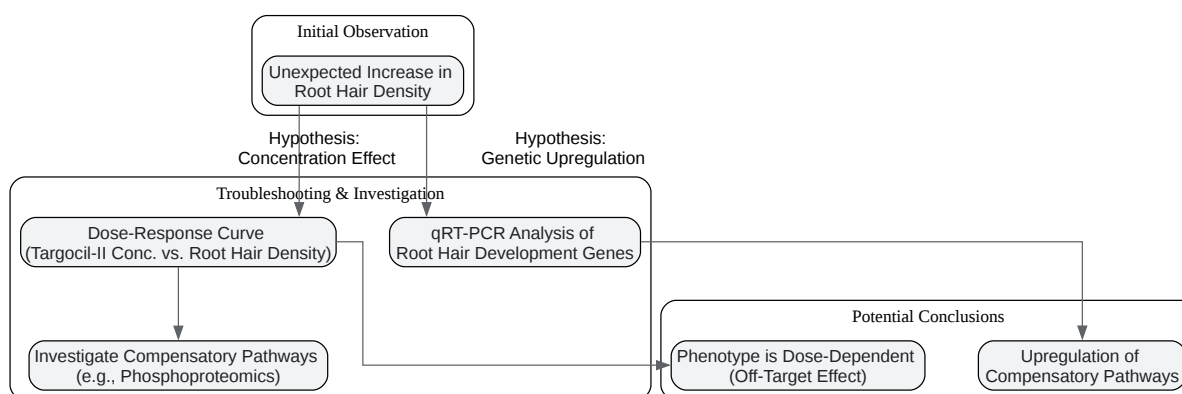 Initial Observation
Unexpected Increase in
Root Hair Density
Hypothesis:
Concentration Effect
Hypothesis:
Genetic Upregulation
Troubleshooting & Investigation
Dose-Response Curve
(Targocil-II Conc. vs. Root Hair Density)
qRT-PCR Analysis of
Root Hair Development Genes
Investigate Compensatory Pathways
(e.g., Phosphoproteomics)
Potential Conclusions
Phenotype is Dose-Dependent
(Off-Target Effect)
Upregulation of
Compensatory Pathways